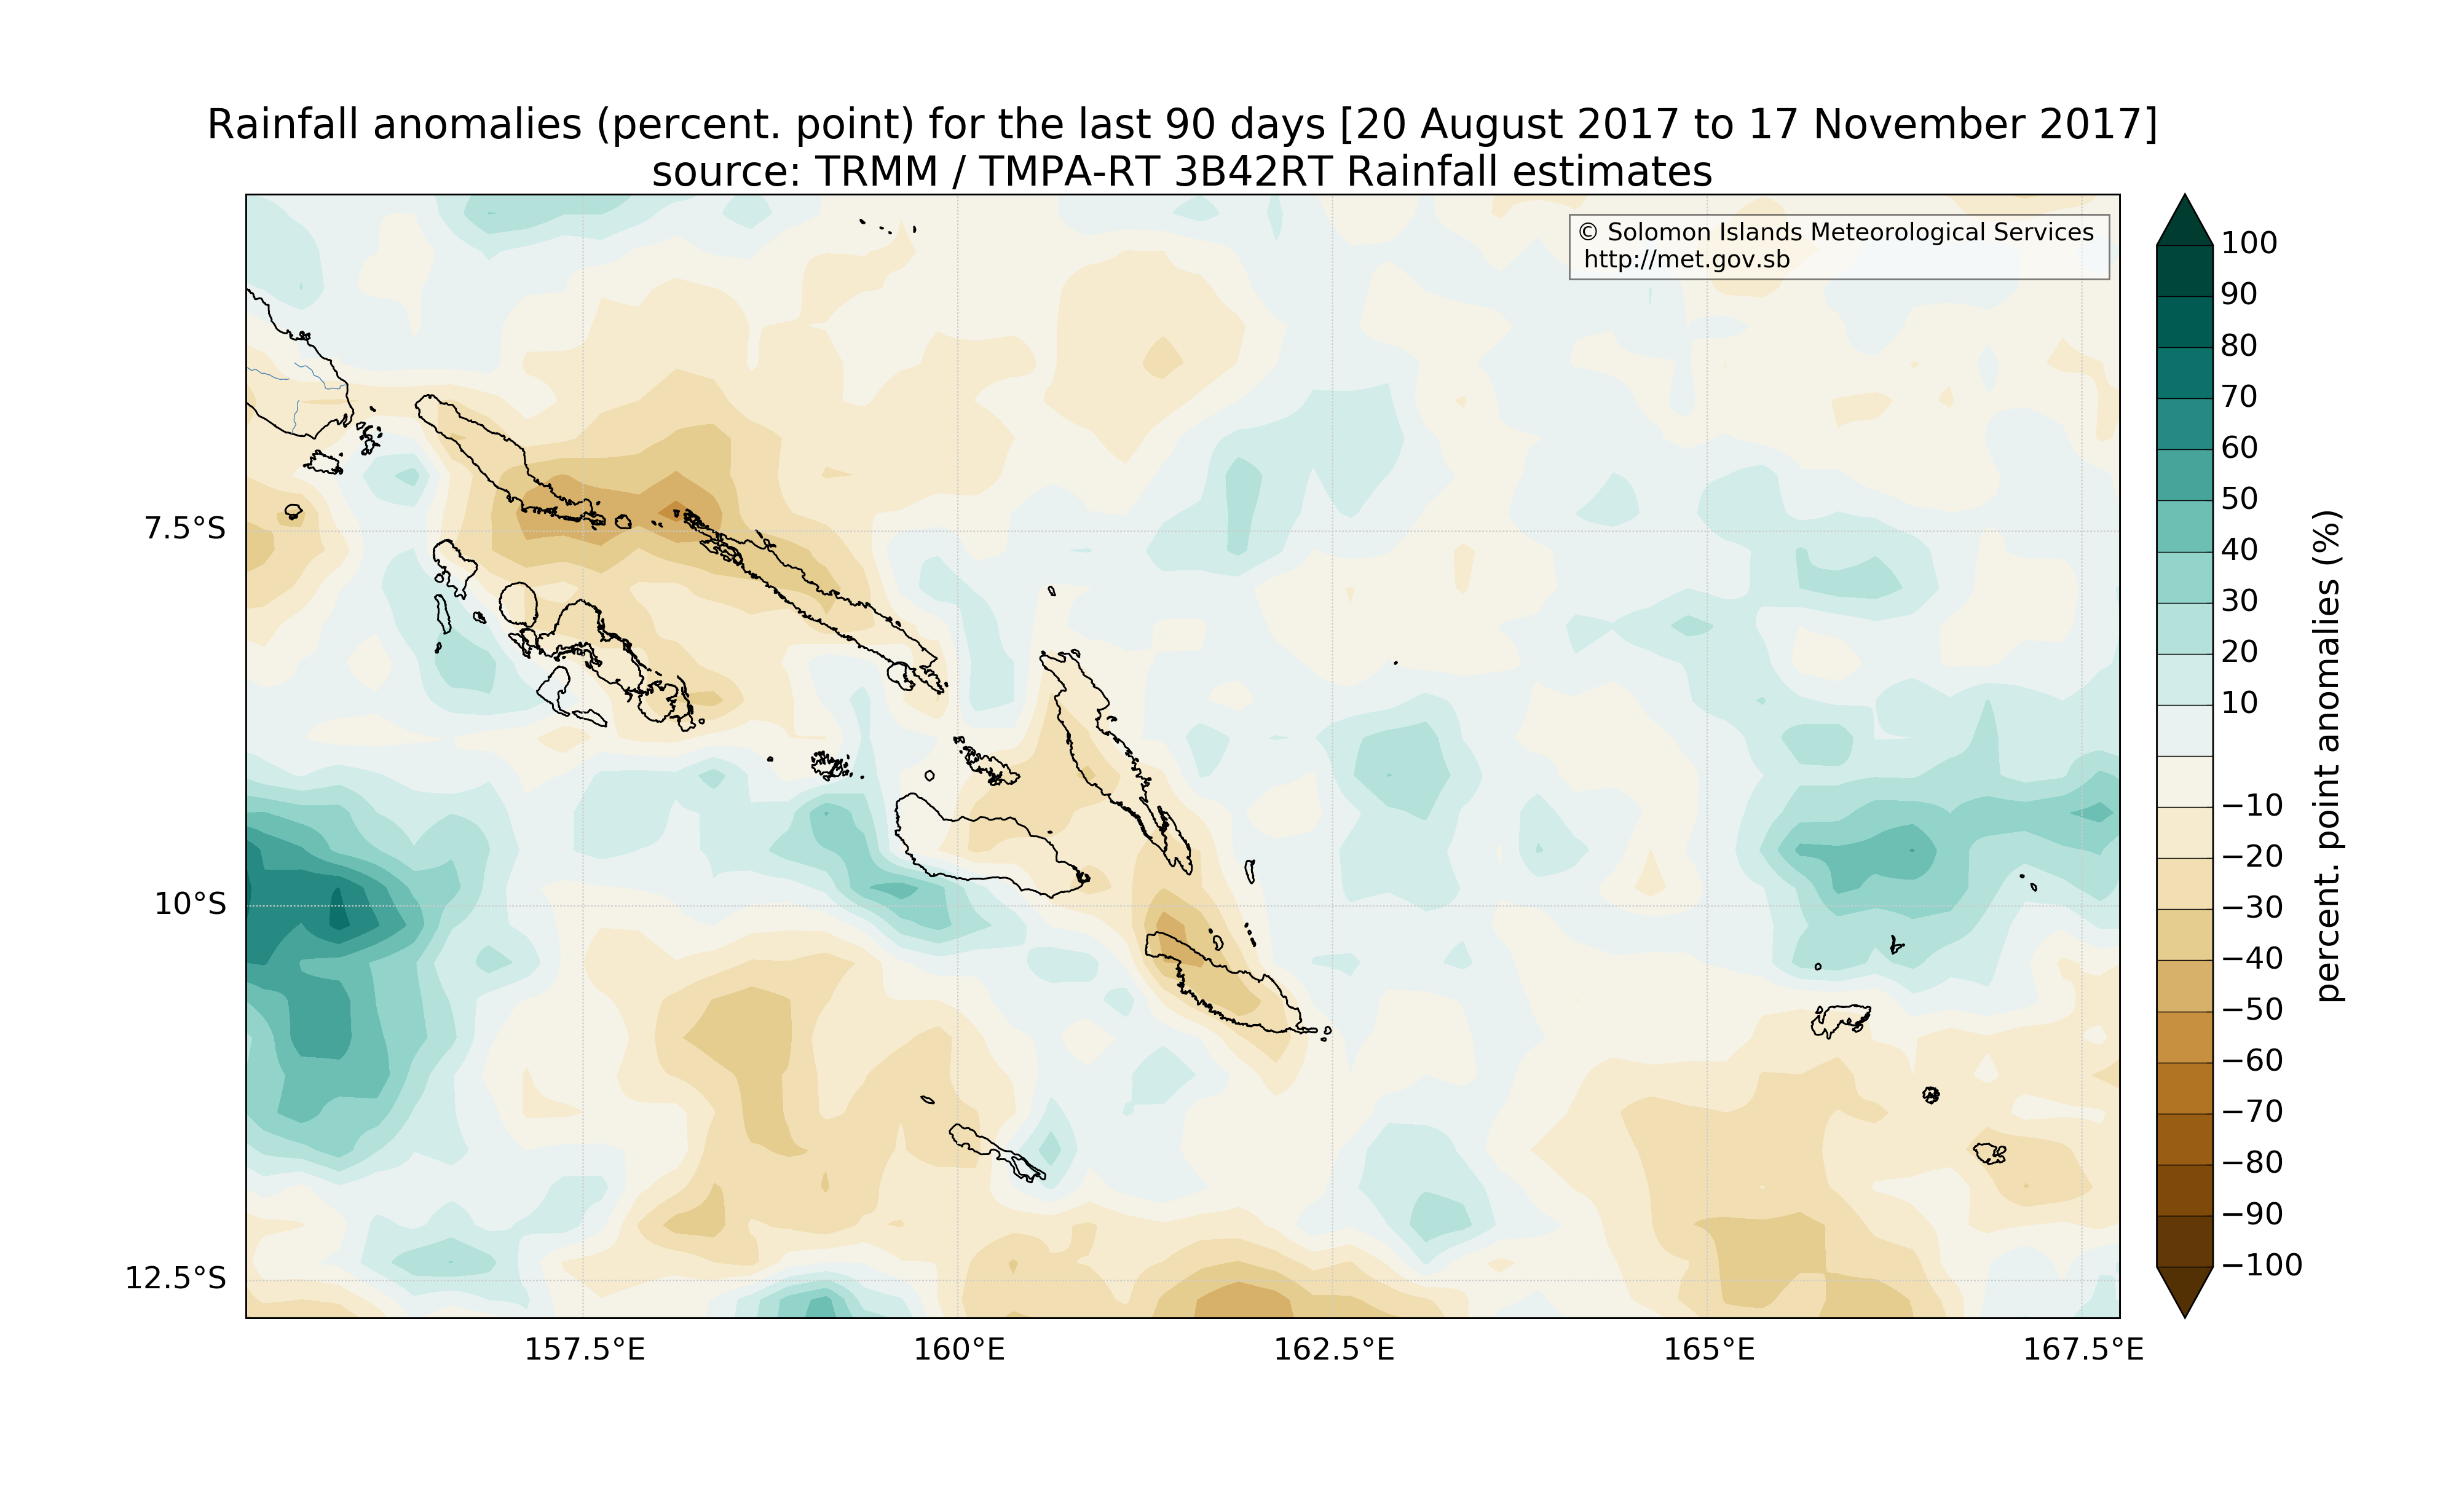 Rainfall anomalies (percent. point) for the last 90 days [20 August 2017 to 17 November 2017]
source: TRMM / TMPA-RT 3B42RT Rainfall estimates
© Solomon Islands Meteorological Services
http://met.gov.sb
7.5°S
10°S
12.5°S
157.5°E
160°E
162.5°E
165°E
167.5°E
100
90
80
70
60
50
40
30
20
10
−10
−20
−30
−40
−50
−60
−70
−80
−90
−100
percent. point anomalies (%)